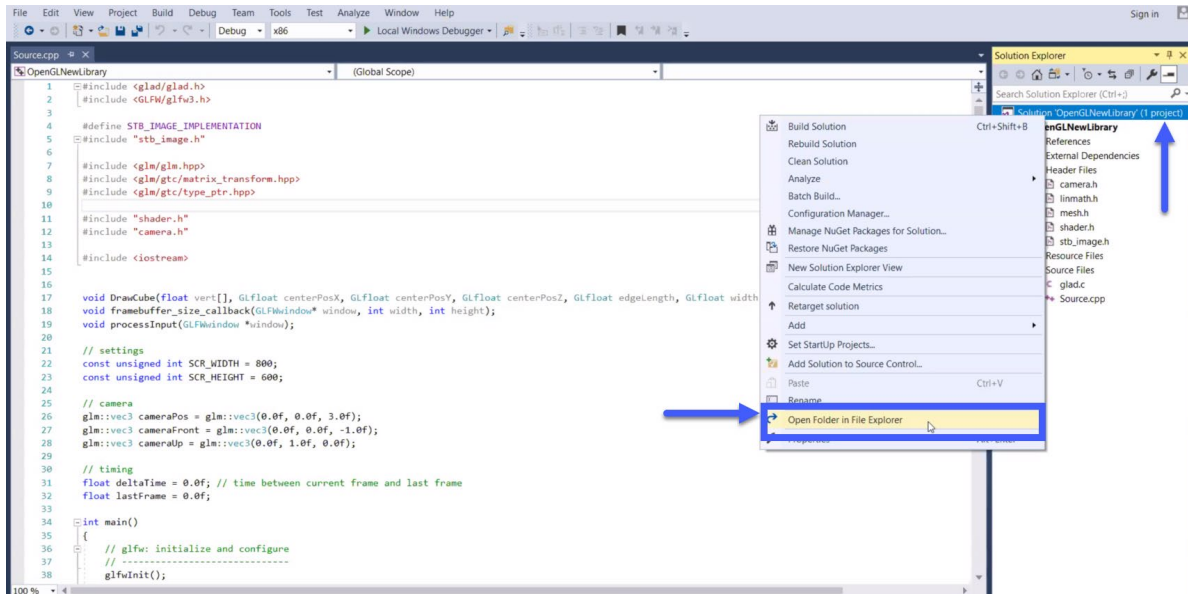 File Edit View Project Build Debug Team Tools Test Analyze Window Help Sign in
Debug x86 Local Windows Debugger
Source.cpp
OpenGLNewLibrary (Global Scope)
1 #include <glad/glad.h>
2 #include <GLFW/glfw3.h>
3
4 #define STB_IMAGE_IMPLEMENTATION
5 #include "stb_image.h"
6
7 #include <glm/glm.hpp>
8 #include <glm/gtc/matrix_transform.hpp>
9 #include <glm/gtc/type_ptr.hpp>
10
11 #include "shader.h"
12 #include "camera.h"
13
14 #include <iostream>
15
16
17 void DrawCube(float vert[], GLfloat centerPosX, GLfloat centerPosY, GLfloat centerPosZ, GLfloat edgeLength, GLfloat width
18 void framebuffer_size_callback(GLFWwindow* window, int width, int height);
19 void processInput(GLFWwindow *window);
20
21 // settings
22 const unsigned int SCR_WIDTH = 800;
23 const unsigned int SCR_HEIGHT = 600;
24
25 // camera
26 glm::vec3 cameraPos = glm::vec3(0.0f, 0.0f, 3.0f);
27 glm::vec3 cameraFront = glm::vec3(0.0f, 0.0f, -1.0f);
28 glm::vec3 cameraUp = glm::vec3(0.0f, 1.0f, 0.0f);
29
30 // timing
31 float deltaTime = 0.0f; // time between current frame and last frame
32 float lastFrame = 0.0f;
33
34 int main()
35 {
36 // glfw: initialize and configure
37 // ------------------------------
38 glfwInit();
100 %
Build Solution Ctrl+Shift+B
Rebuild Solution
Clean Solution
Analyze
Batch Build...
Configuration Manager...
Manage NuGet Packages for Solution...
Restore NuGet Packages
New Solution Explorer View
Calculate Code Metrics
Retarget solution
Add
Set StartUp Projects...
Add Solution to Source Control...
Paste Ctrl+V
Rename
Open Folder in File Explorer
Properties
Solution Explorer
Search Solution Explorer (Ctrl+;)
Solution 'OpenGLNewLibrary' (1 project)
enGLNewLibrary
References
External Dependencies
Header Files
camera.h
linmath.h
mesh.h
shader.h
stb_image.h
Resource Files
Source Files
glad.c
Source.cpp